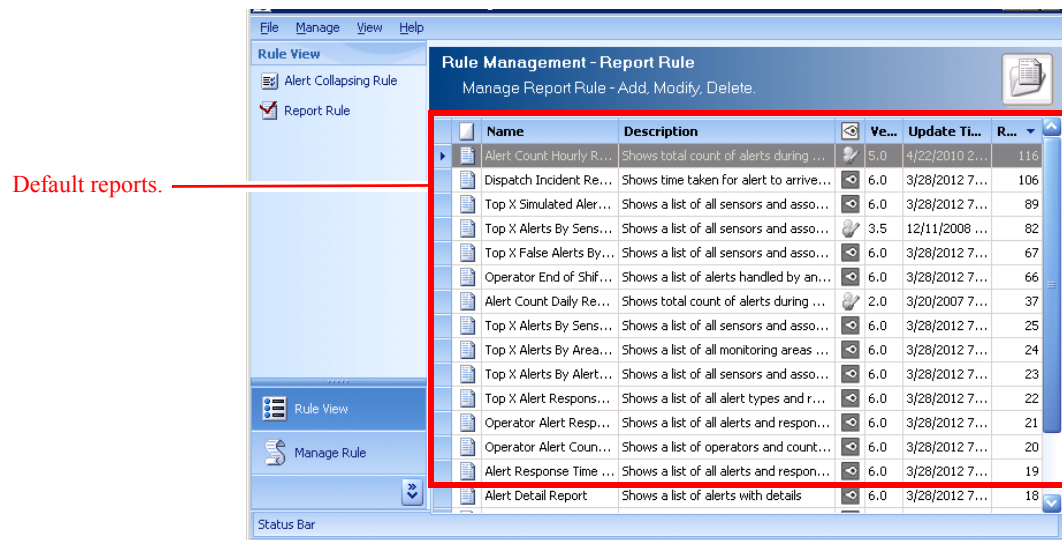 File Manage View Help
Rule View
Alert Collapsing Rule
Report Rule
Rule Management - Report Rule
Manage Report Rule - Add, Modify, Delete.
Default reports.
Name Description Ve... Update Ti... R...
Alert Count Hourly R... Shows total count of alerts during ... 5.0 4/22/2010 2... 116
Dispatch Incident Re... Shows time taken for alert to arrive... 6.0 3/28/2012 7... 106
Top X Simulated Aler... Shows a list of all sensors and asso... 6.0 3/28/2012 7... 89
Top X Alerts By Sens... Shows a list of all sensors and asso... 3.5 12/11/2008 ... 82
Top X False Alerts By... Shows a list of all sensors and asso... 6.0 3/28/2012 7... 67
Operator End of Shif... Shows a list of alerts handled by an... 6.0 3/28/2012 7... 66
Alert Count Daily Re... Shows total count of alerts during ... 2.0 3/20/2007 7... 37
Top X Alerts By Sens... Shows a list of all sensors and asso... 6.0 3/28/2012 7... 25
Top X Alerts By Area... Shows a list of all monitoring areas ... 6.0 3/28/2012 7... 24
Top X Alerts By Alert... Shows a list of all sensors and asso... 6.0 3/28/2012 7... 23
Top X Alert Respons... Shows a list of all alert types and r... 6.0 3/28/2012 7... 22
Operator Alert Resp... Shows a list of all alerts and respon... 6.0 3/28/2012 7... 21
Operator Alert Coun... Shows a list of operators and count... 6.0 3/28/2012 7... 20
Alert Response Time ... Shows a list of all alerts and respon... 6.0 3/28/2012 7... 19
Alert Detail Report Shows a list of alerts with details 6.0 3/28/2012 7... 18
Rule View
Manage Rule
Status Bar